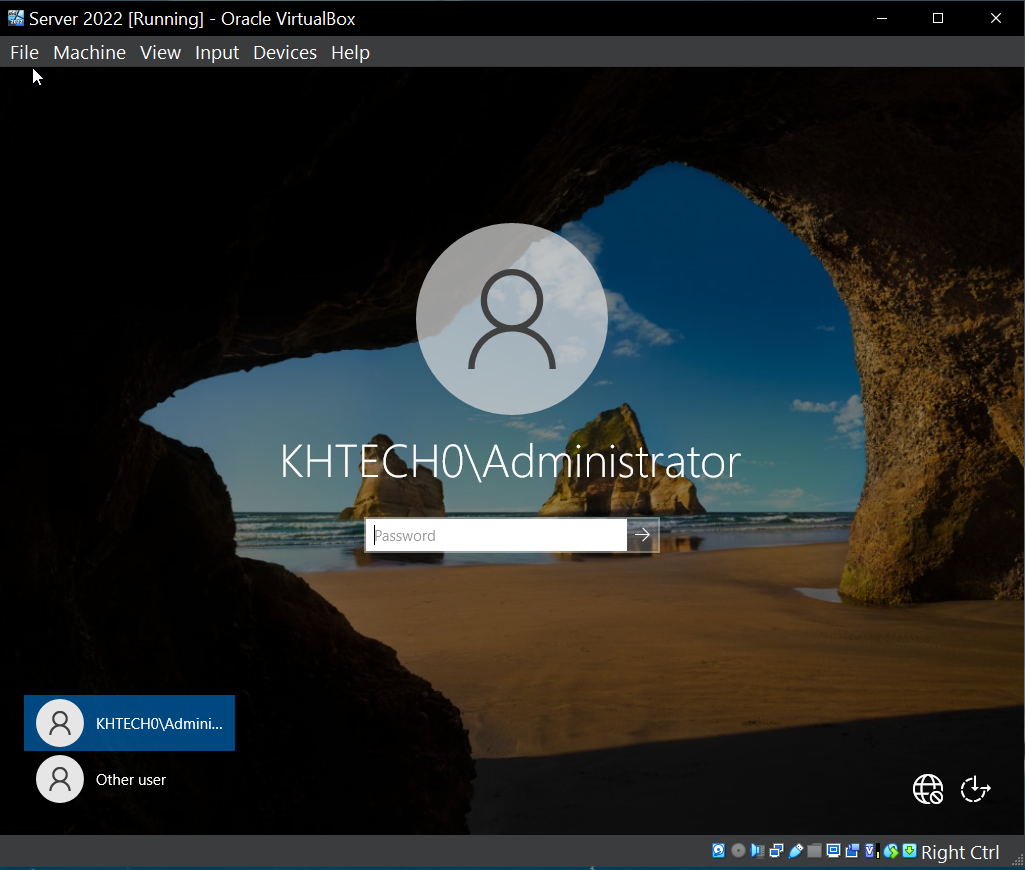 Server 2022 [Running] - Oracle VirtualBox
File Machine View Input Devices Help
KHTECH0\Administrator
Password
KHTECH0\Admini...
Other user
Right Ctrl